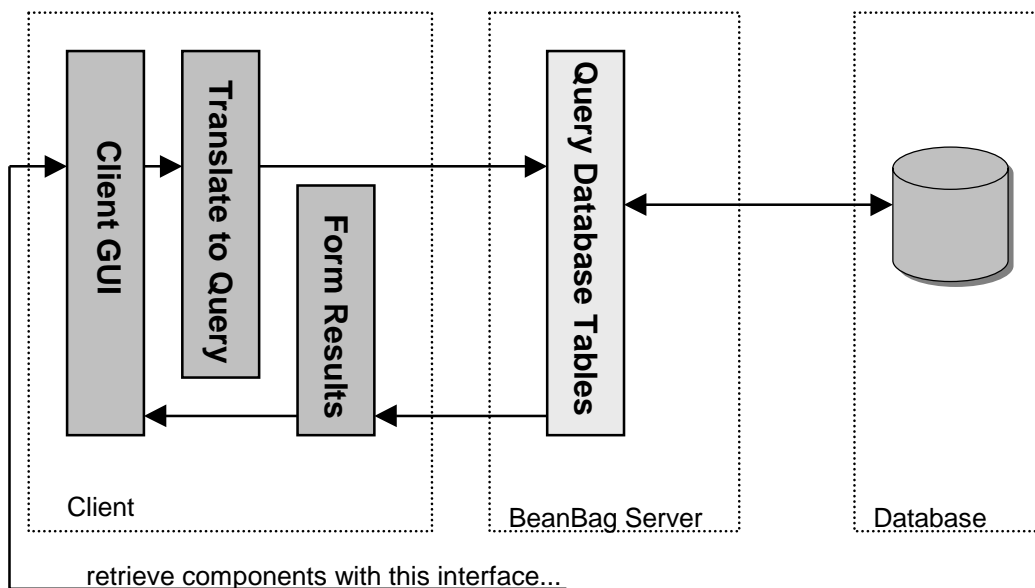 Client GUI
Translate to Query
Form Results
Query Database Tables
Client
BeanBag Server
Database
retrieve components with this interface...